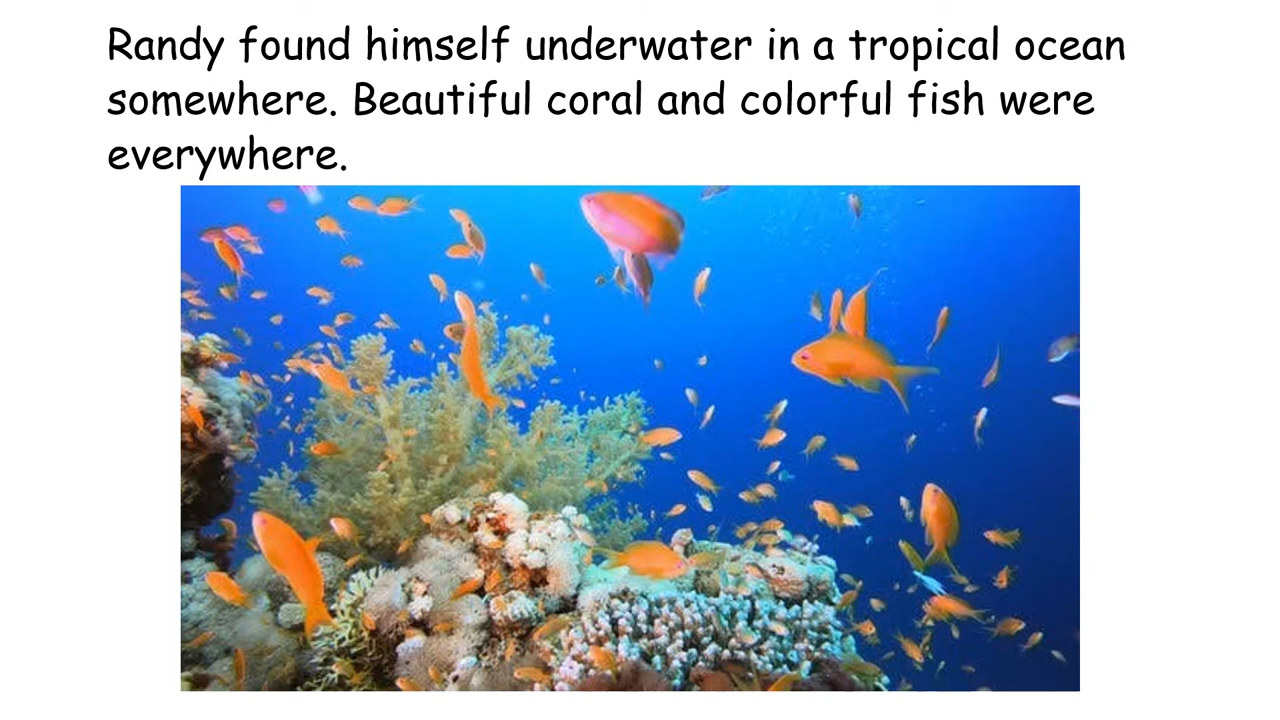 Randy found himself underwater in a tropical ocean
somewhere. Beautiful coral and colorful fish were
everywhere.